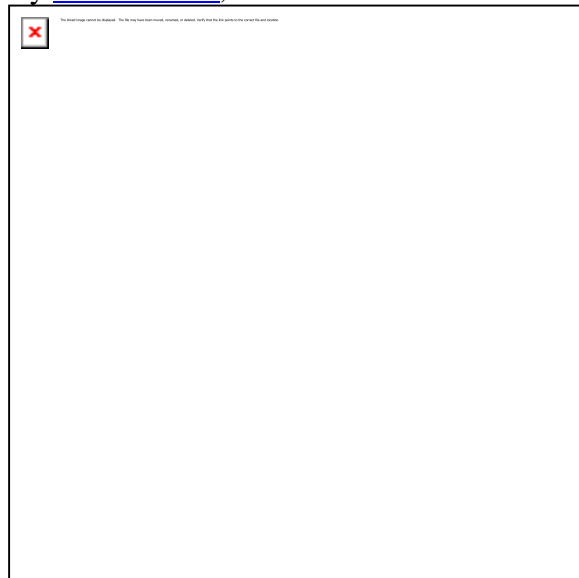 The linked image cannot be displayed. The file may have been moved, renamed, or deleted. Verify that the link points to the correct file and location.